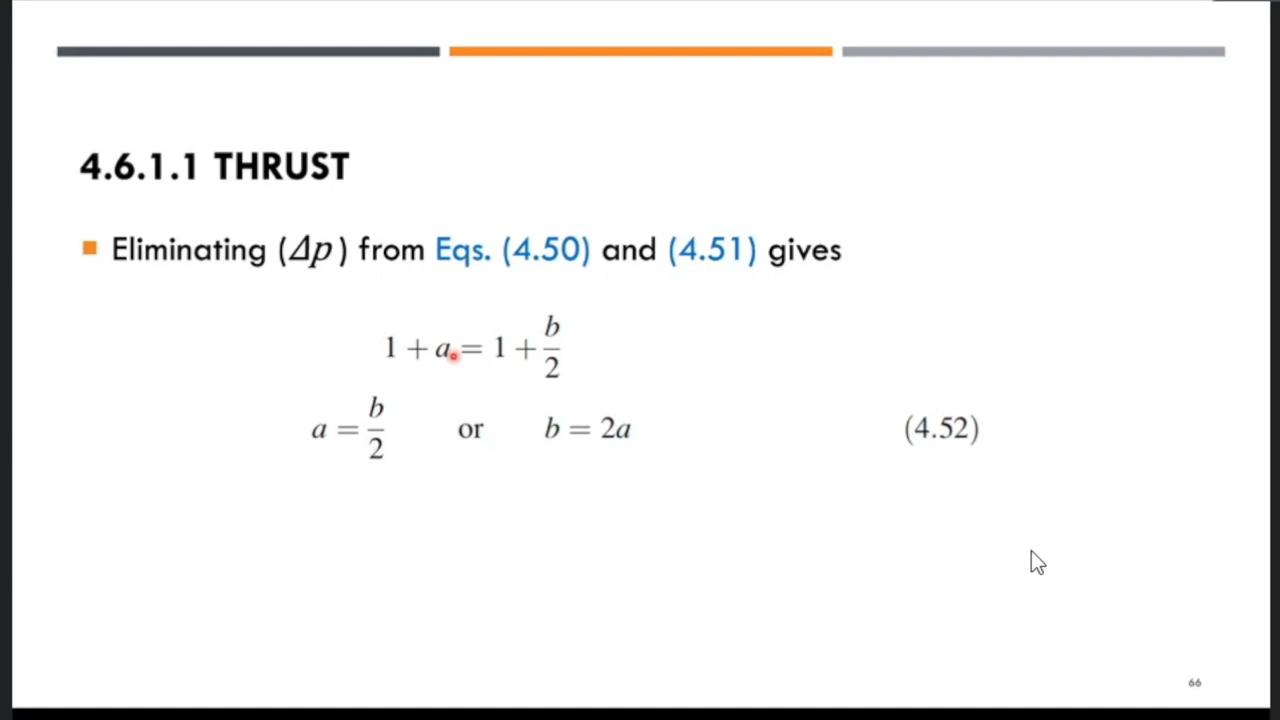 4.6.1.1 THRUST
Eliminating (Δp) from Eqs. (4.50) and (4.51) gives
1 + a = 1 + b/2
a = b/2 or b = 2a (4.52)
66